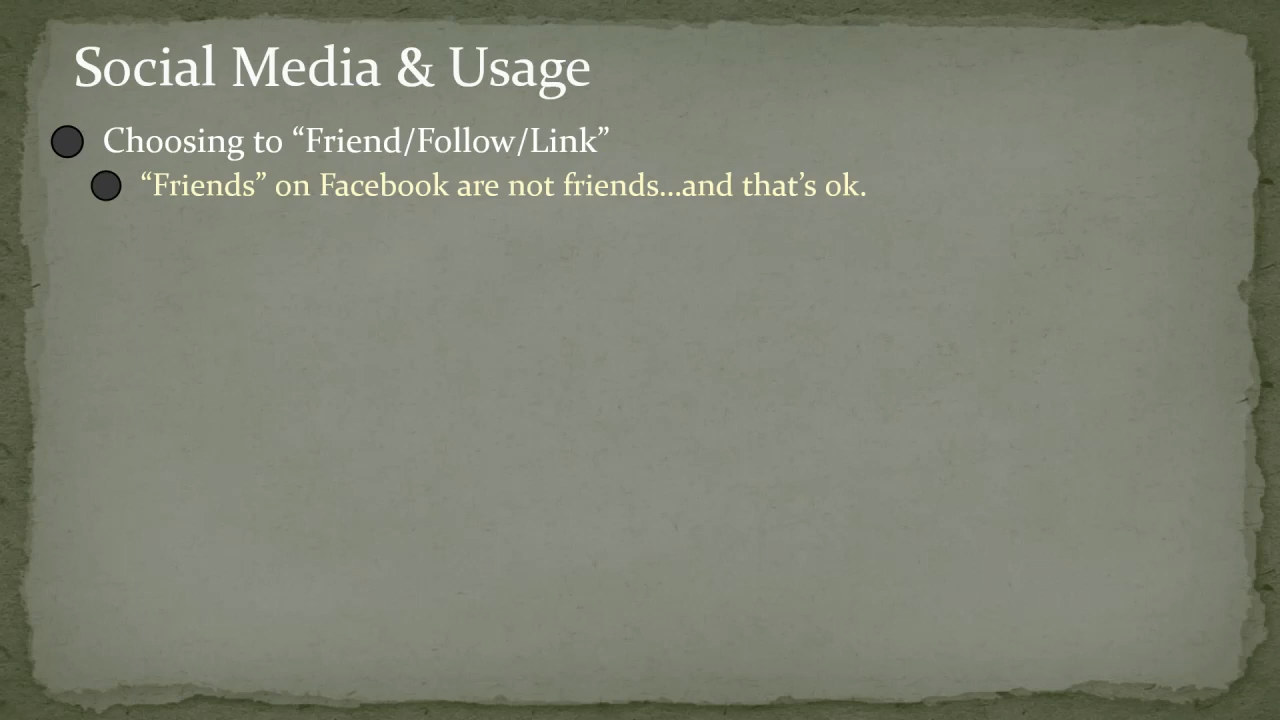 Social Media & Usage
Choosing to “Friend/Follow/Link”
“Friends” on Facebook are not friends…and that’s ok.